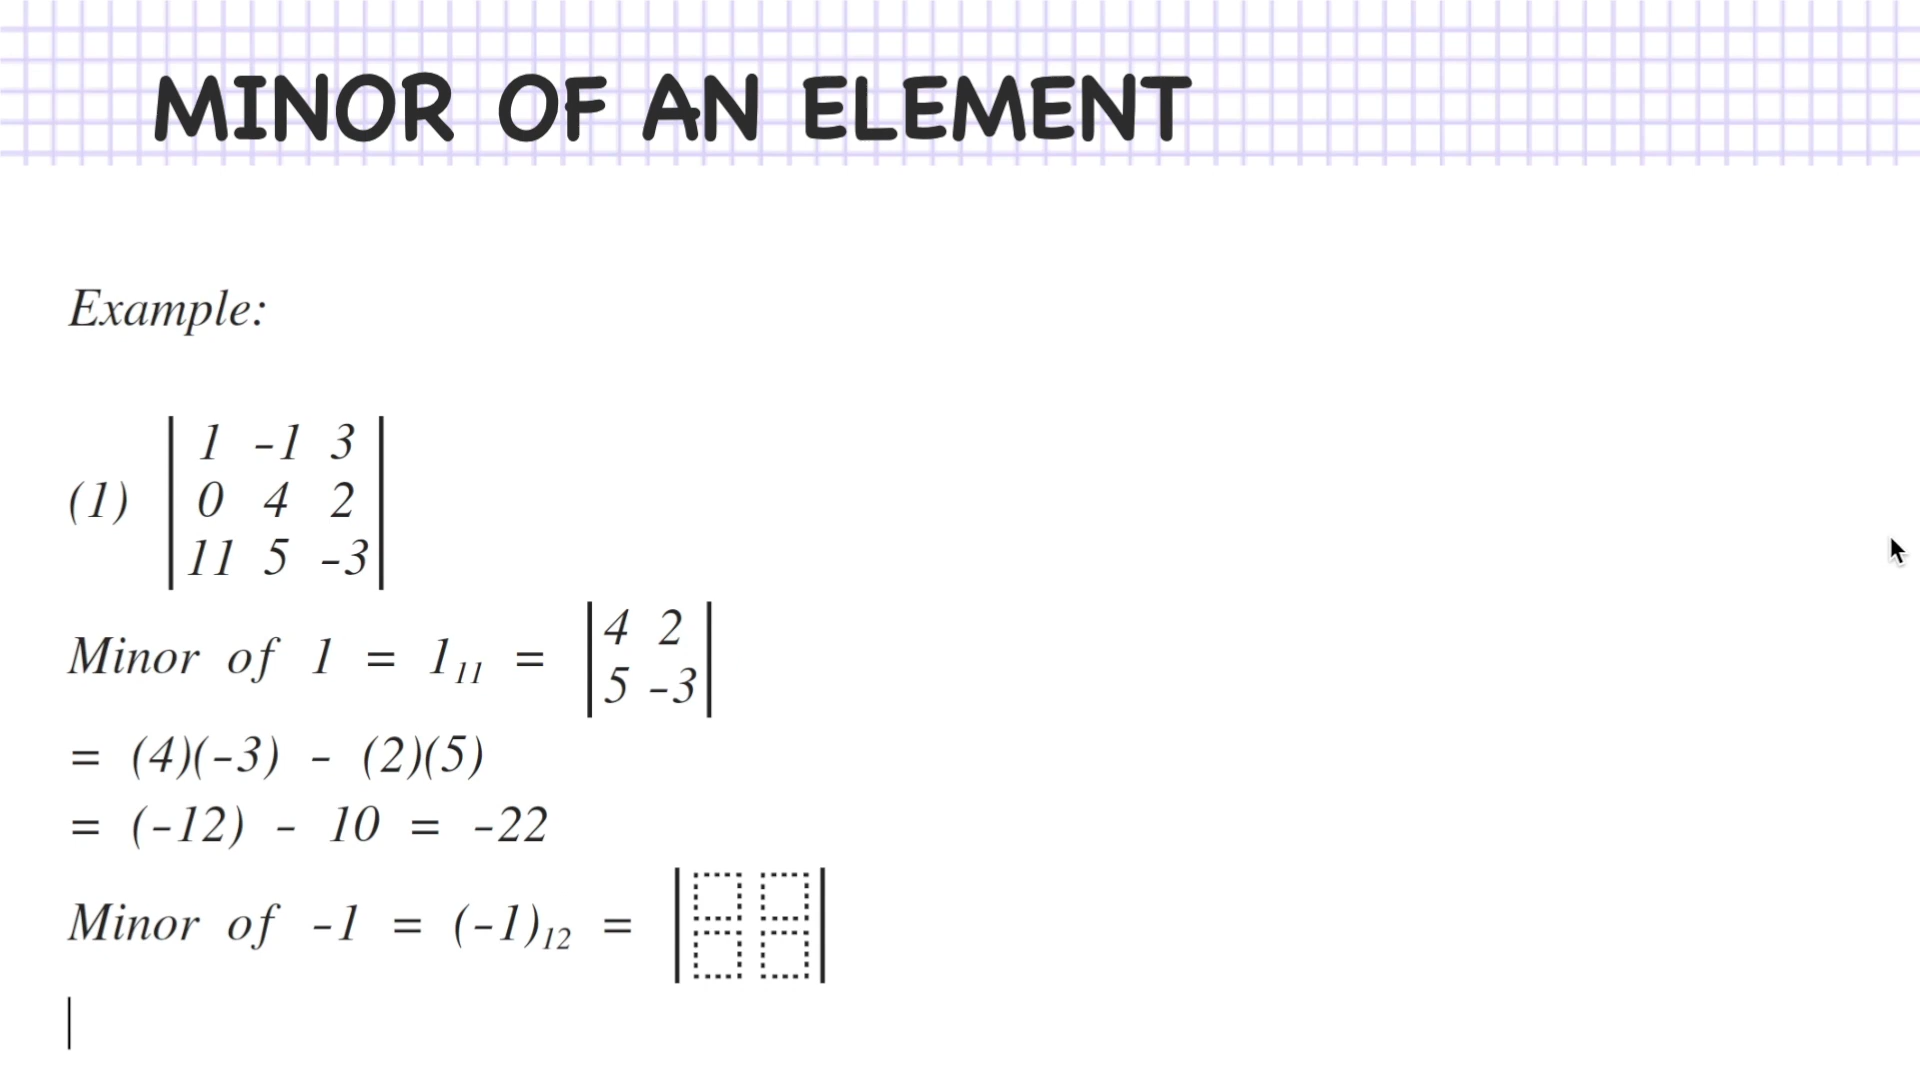 MINOR OF AN ELEMENT
Example:
(1) | 1 -1 3 |
| 0 4 2 |
| 11 5 -3 |
Minor of 1 = 1₁₁ = | 4 2 |
| 5 -3 |
= (4)(-3) - (2)(5)
= (-12) - 10 = -22
Minor of -1 = (-1)₁₂ =